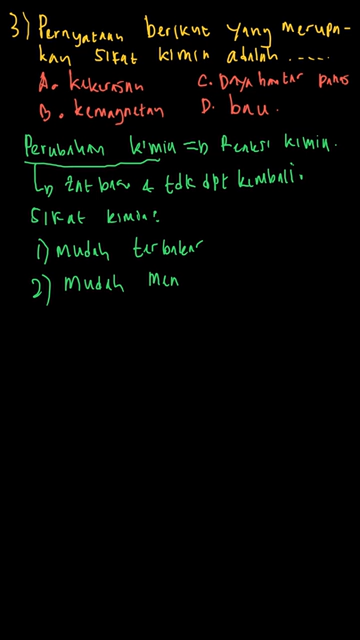 3) Pernyataan berikut yang merupa-
kan sifat kimia adalah .....
A. kekerasan C. Daya hantar panas
B. kemagnetan D. bau.
Perubahan kimia => Reaksi kimia.
↳ zat baru & tdk dpt kembali.
Sifat kimia:
1) mudah terbakar
2) mudah men